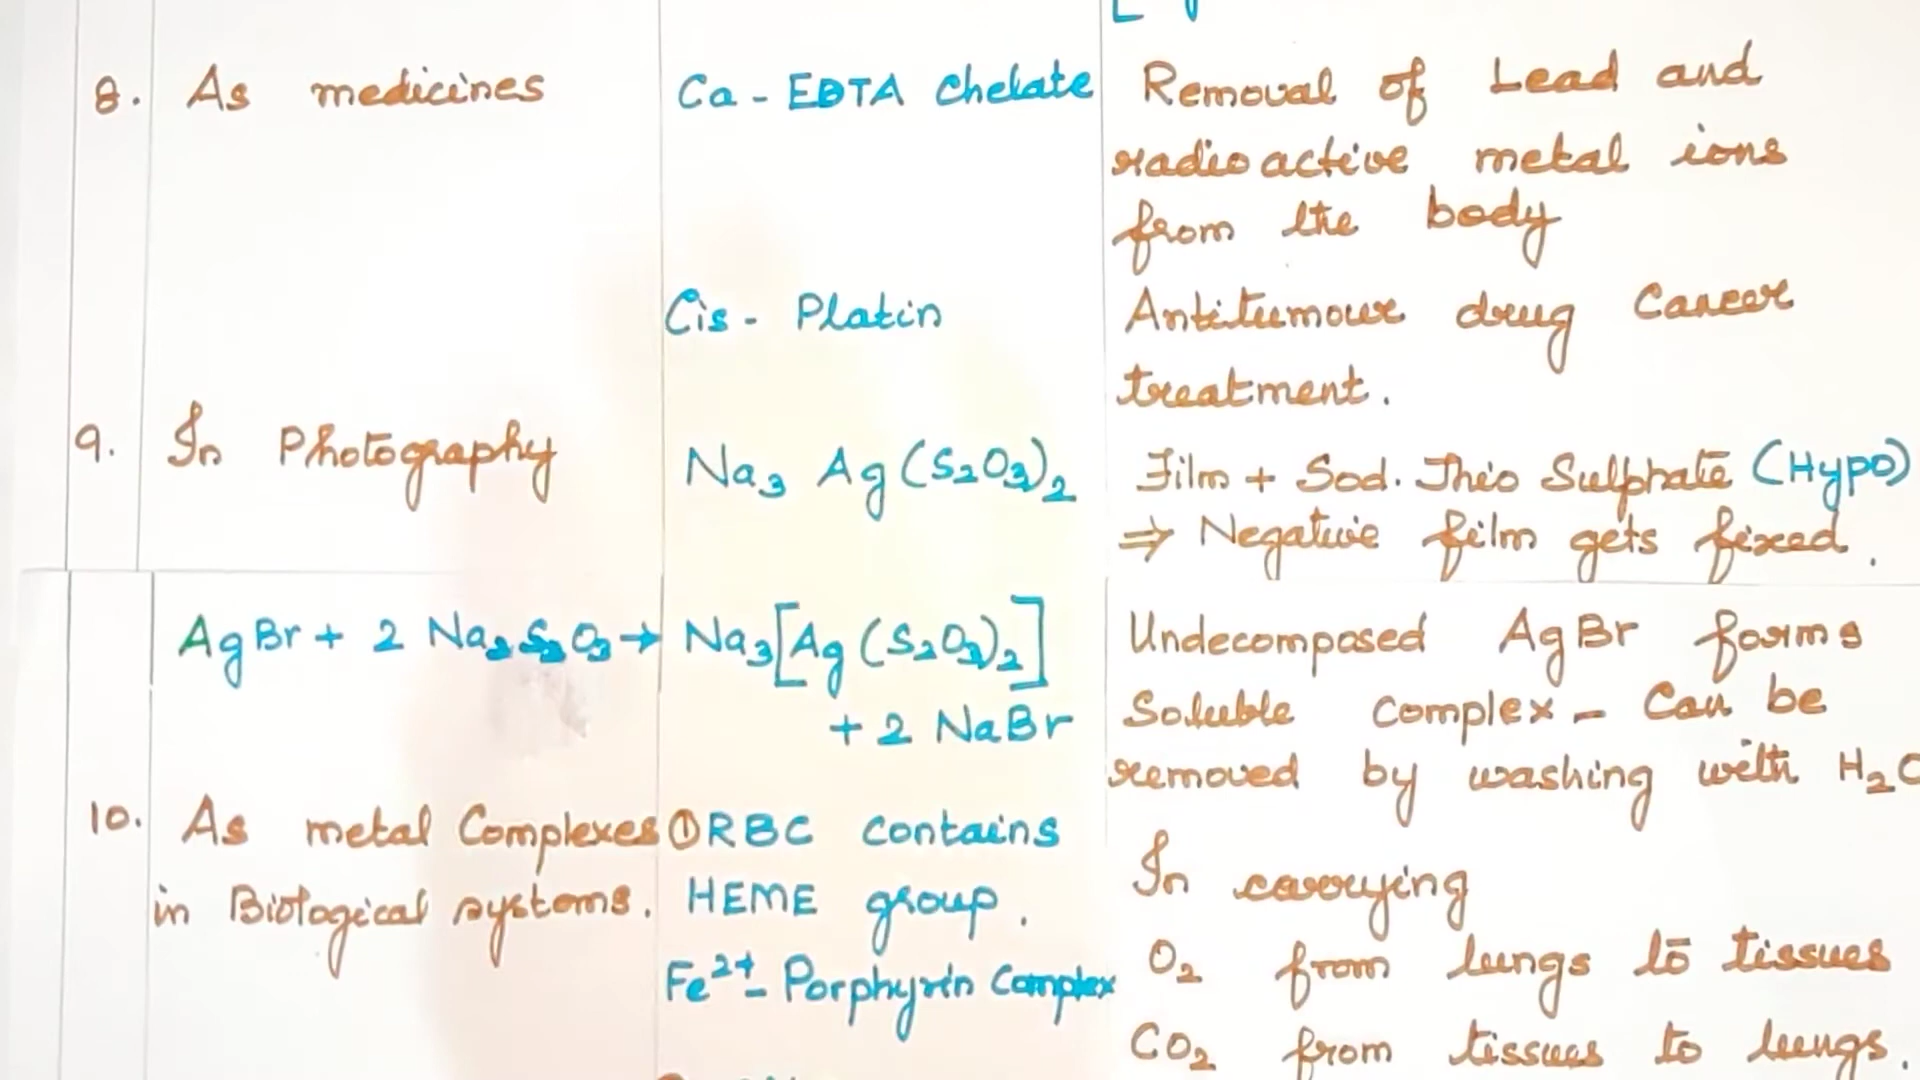 8. As medicines Ca - EDTA Chelate Removal of Lead and
radio active metal ions
from the body
Cis - Platin Antitumour drug Cancer
treatment.
9. In Photography Na₃ Ag (S₂O₃)₂ Film + Sod. Thio Sulphate (Hypo)
⇒ Negative film gets fixed.
AgBr + 2 Na₂S₂O₃ → Na₃[Ag (S₂O₃)₂] Undecomposed AgBr forms
+ 2 NaBr Soluble complex - Can be
removed by washing with H₂O
10. As metal Complexes ① RBC contains In carrying
in Biological systems. HEME group.
Fe²⁺ - Porphyrin Complex O₂ from lungs to tissues
CO₂ from tissues to lungs.